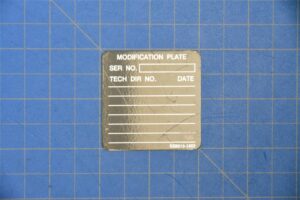 MODIFICATION PLATE
SER NO.
TECH DIR NO. DATE